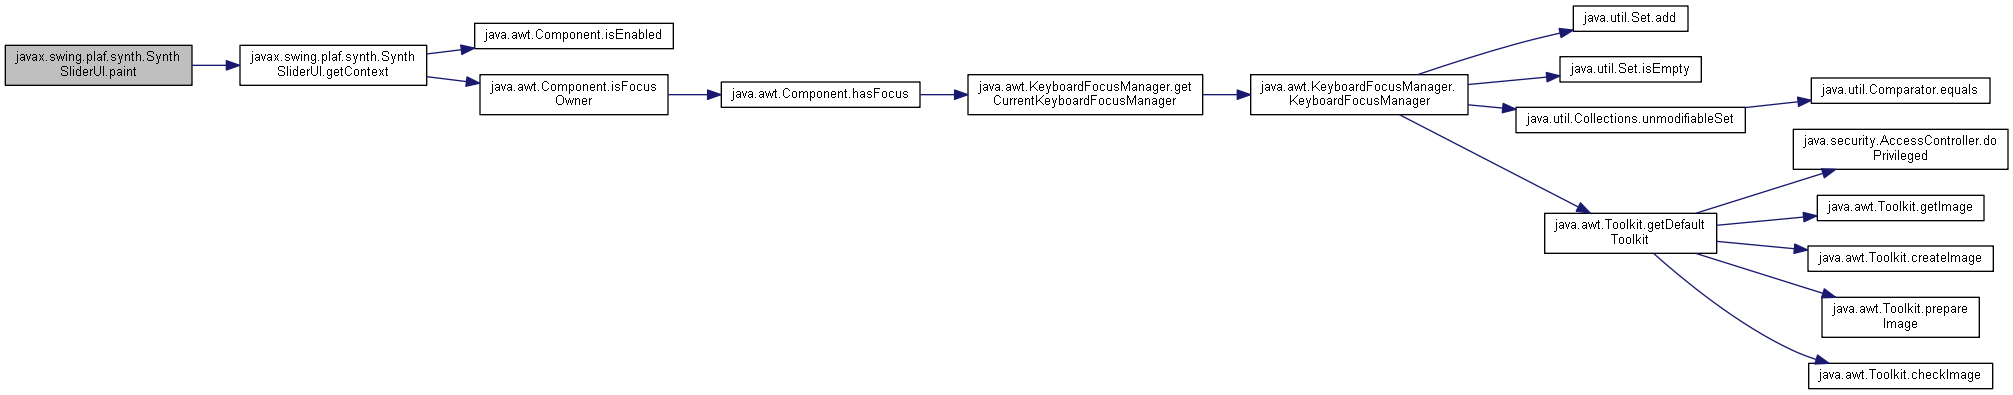 javax.swing.plaf.synth.Synth
SliderUI.paint
javax.swing.plaf.synth.Synth
SliderUI.getContext
java.awt.Component.isEnabled
java.awt.Component.isFocus
Owner
java.awt.Component.hasFocus
java.awt.KeyboardFocusManager.get
CurrentKeyboardFocusManager
java.awt.KeyboardFocusManager.
KeyboardFocusManager
java.util.Set.add
java.util.Set.isEmpty
java.util.Collections.unmodifiableSet
java.util.Comparator.equals
java.awt.Toolkit.getDefault
Toolkit
java.security.AccessController.do
Privileged
java.awt.Toolkit.getImage
java.awt.Toolkit.createImage
java.awt.Toolkit.prepare
Image
java.awt.Toolkit.checkImage